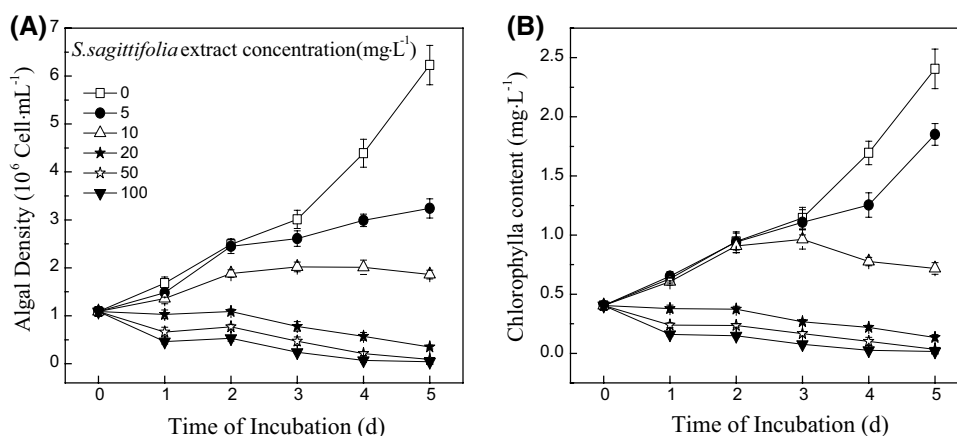 (A)
S.sagittifolia extract concentration(mg·L-1)
0
5
10
20
50
100
Algal Density (10^6 Cell·mL^-1)
7
6
5
4
3
2
1
0
0 1 2 3 4 5
Time of Incubation (d)
(B)
Chlorophylla content (mg·L^-1)
2.5
2.0
1.5
1.0
0.5
0.0
0 1 2 3 4 5
Time of Incubation (d)